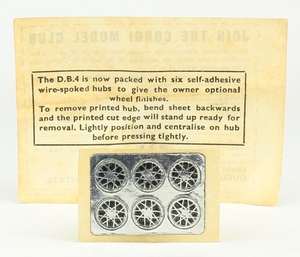 JOIN THE CORGI MODEL CLUB
The D.B.4 is now packed with six self-adhesive
wire-spoked hubs to give the owner optional
wheel finishes.
To remove printed hub, bend sheet backwards
and the printed cut edge will stand up ready for
removal. Lightly position and centralise on hub
before pressing tightly.